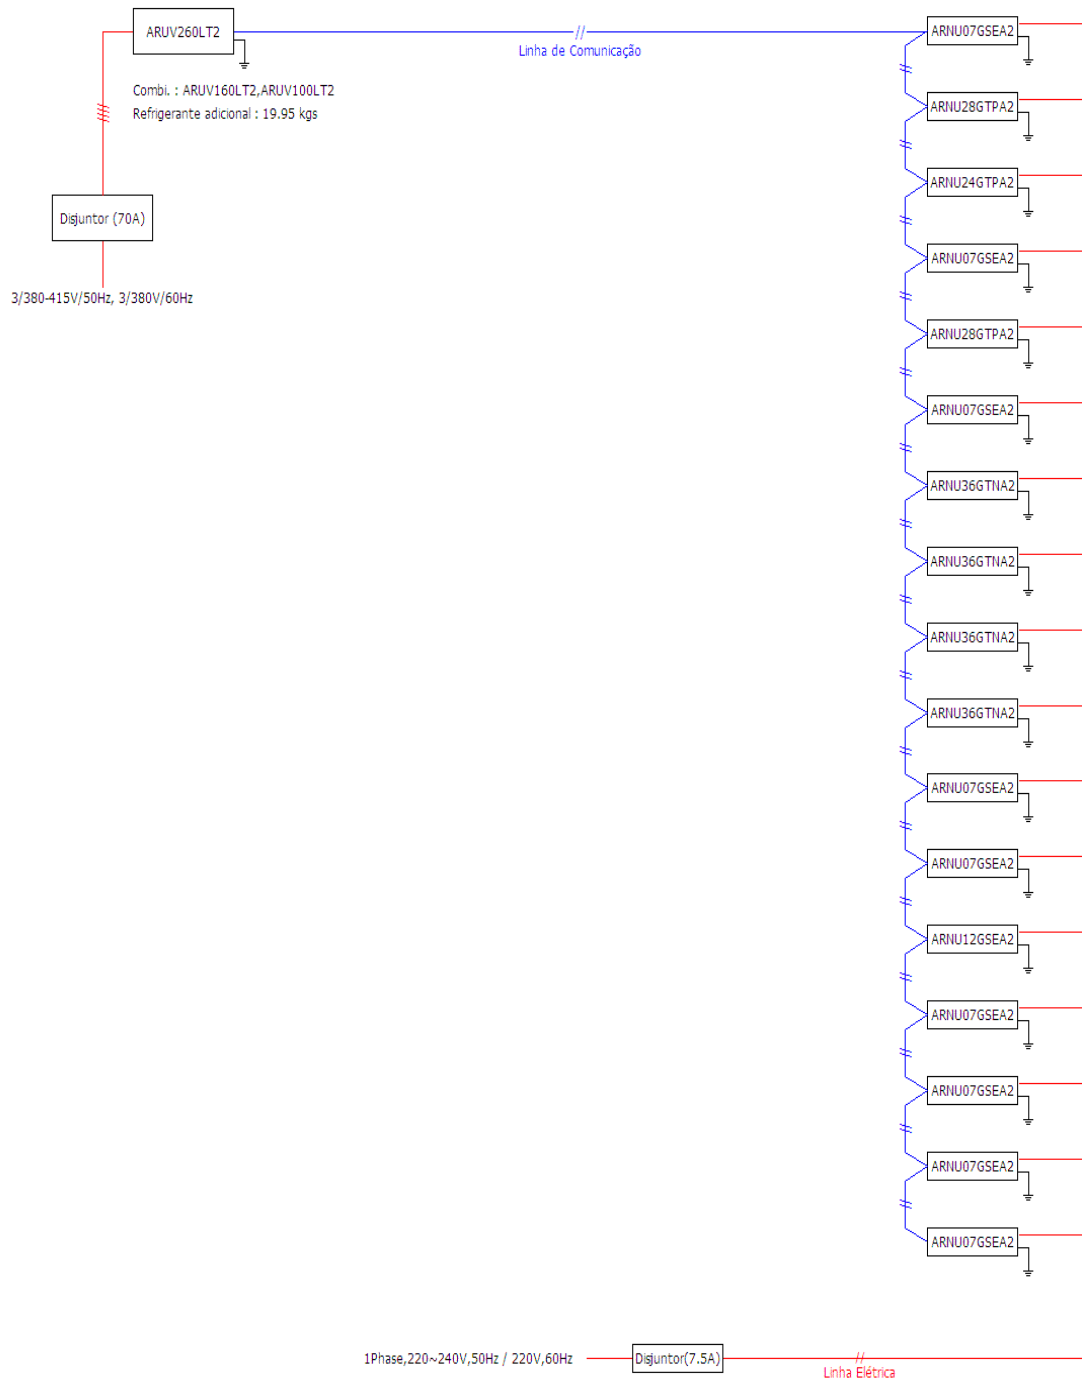 ARUV260LT2
Linha de Comunicação
Combi. : ARUV160LT2,ARUV100LT2
Refrigerante adicional : 19.95 kgs
Disjuntor (70A)
3/380-415V/50Hz, 3/380V/60Hz
ARNU07GSEA2
ARNU28GTPA2
ARNU24GTPA2
ARNU07GSEA2
ARNU28GTPA2
ARNU07GSEA2
ARNU36GTNA2
ARNU36GTNA2
ARNU36GTNA2
ARNU36GTNA2
ARNU07GSEA2
ARNU07GSEA2
ARNU12GSEA2
ARNU07GSEA2
ARNU07GSEA2
ARNU07GSEA2
ARNU07GSEA2
1Phase,220~240V,50Hz / 220V,60Hz
Disjuntor(7.5A)
Linha Elétrica